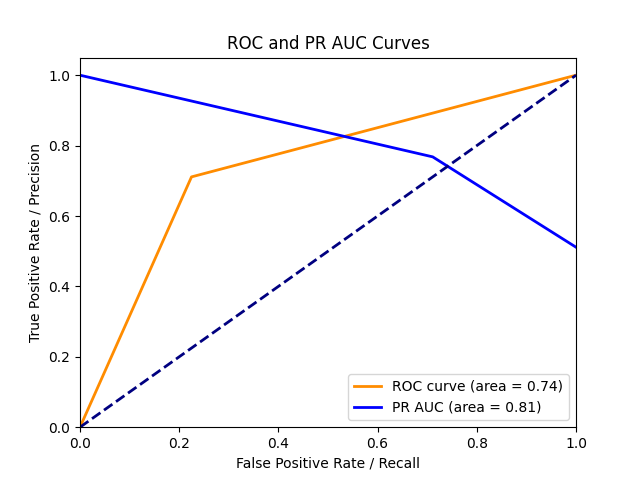 ROC and PR AUC Curves
True Positive Rate / Precision
1.0
0.8
0.6
0.4
0.2
0.0
ROC curve (area = 0.74)
PR AUC (area = 0.81)
0.0 0.2 0.4 0.6 0.8 1.0
False Positive Rate / Recall